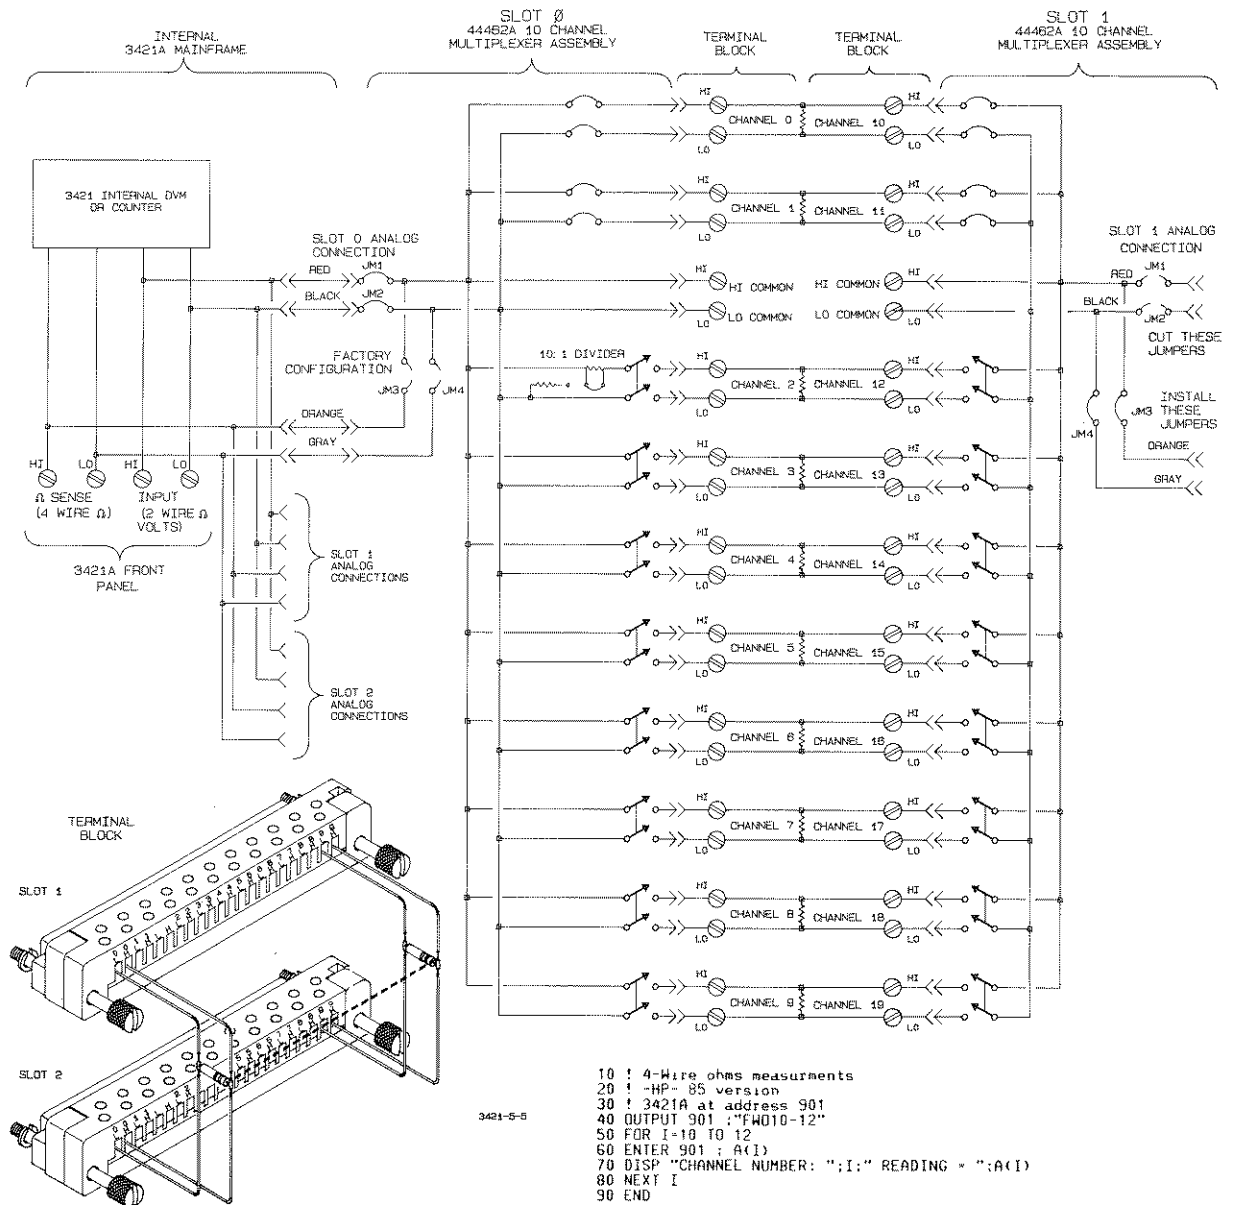 INTERNAL
3421A MAINFRAME
SLOT Ø
44462A 10 CHANNEL
MULTIPLEXER ASSEMBLY
TERMINAL
BLOCK
TERMINAL
BLOCK
SLOT 1
44462A 10 CHANNEL
MULTIPLEXER ASSEMBLY
HI
CHANNEL 0
LO
CHANNEL 10
HI
LO
HI
CHANNEL 1
LO
CHANNEL 11
HI
LO
3421 INTERNAL DVM
OR COUNTER
SLOT 0 ANALOG
CONNECTION
RED
JM1
BLACK
JM2
FACTORY
CONFIGURATION
JM3
JM4
ORANGE
GRAY
HI
HI COMMON
LO
LO COMMON
HI
HI COMMON
LO COMMON
LO
SLOT 1 ANALOG
CONNECTION
RED
JM1
BLACK
JM2
CUT THESE
JUMPERS
INSTALL
THESE
JUMPERS
JM3
JM4
ORANGE
GRAY
10:1 DIVIDER
HI
CHANNEL 2
LO
CHANNEL 12
HI
LO
HI
LO
HI
LO
Ω SENSE
(4 WIRE Ω)
INPUT
(2 WIRE Ω
VOLTS)
3421A FRONT
PANEL
HI
CHANNEL 3
LO
CHANNEL 13
HI
LO
SLOT 1
ANALOG
CONNECTIONS
HI
CHANNEL 4
LO
CHANNEL 14
HI
LO
HI
CHANNEL 5
LO
CHANNEL 15
HI
LO
SLOT 2
ANALOG
CONNECTIONS
HI
CHANNEL 6
LO
CHANNEL 16
HI
LO
HI
CHANNEL 7
LO
CHANNEL 17
HI
LO
HI
CHANNEL 8
LO
CHANNEL 18
HI
LO
HI
CHANNEL 9
LO
CHANNEL 19
HI
LO
TERMINAL
BLOCK
SLOT 1
SLOT 2
3421-5-5
10 ! 4-Wire ohms measurments
20 ! -HP- 85 version
30 ! 3421A at address 901
40 OUTPUT 901 ;"FWO10-12"
50 FOR I=10 TO 12
60 ENTER 901 ; A(I)
70 DISP "CHANNEL NUMBER: ";I;" READING = ";A(I)
80 NEXT I
90 END